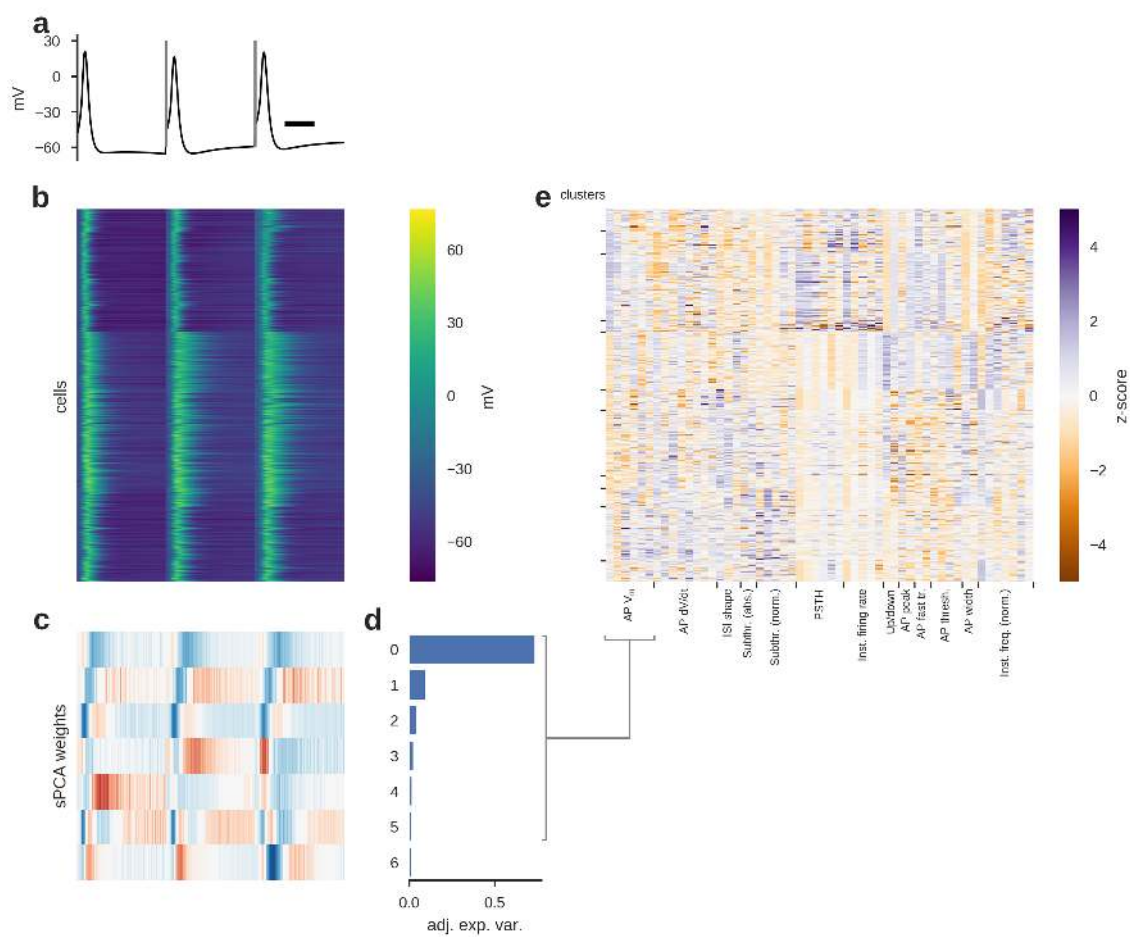 a
30
0
−30
−60
mV
b
cells
60
30
0
−30
−60
mV
e
clusters
4
2
0
−2
−4
z-score
AP Vm
AP dV/dt
ISI shape
Subthr. (abs.)
Subthr. (norm.)
PSTH
Inst. firing rate
Up/down
AP peak
AP fast tr.
AP thresh.
AP width
Inst. freq. (norm.)
c
sPCA weights
d
0
1
2
3
4
5
6
0.0
0.5
adj. exp. var.